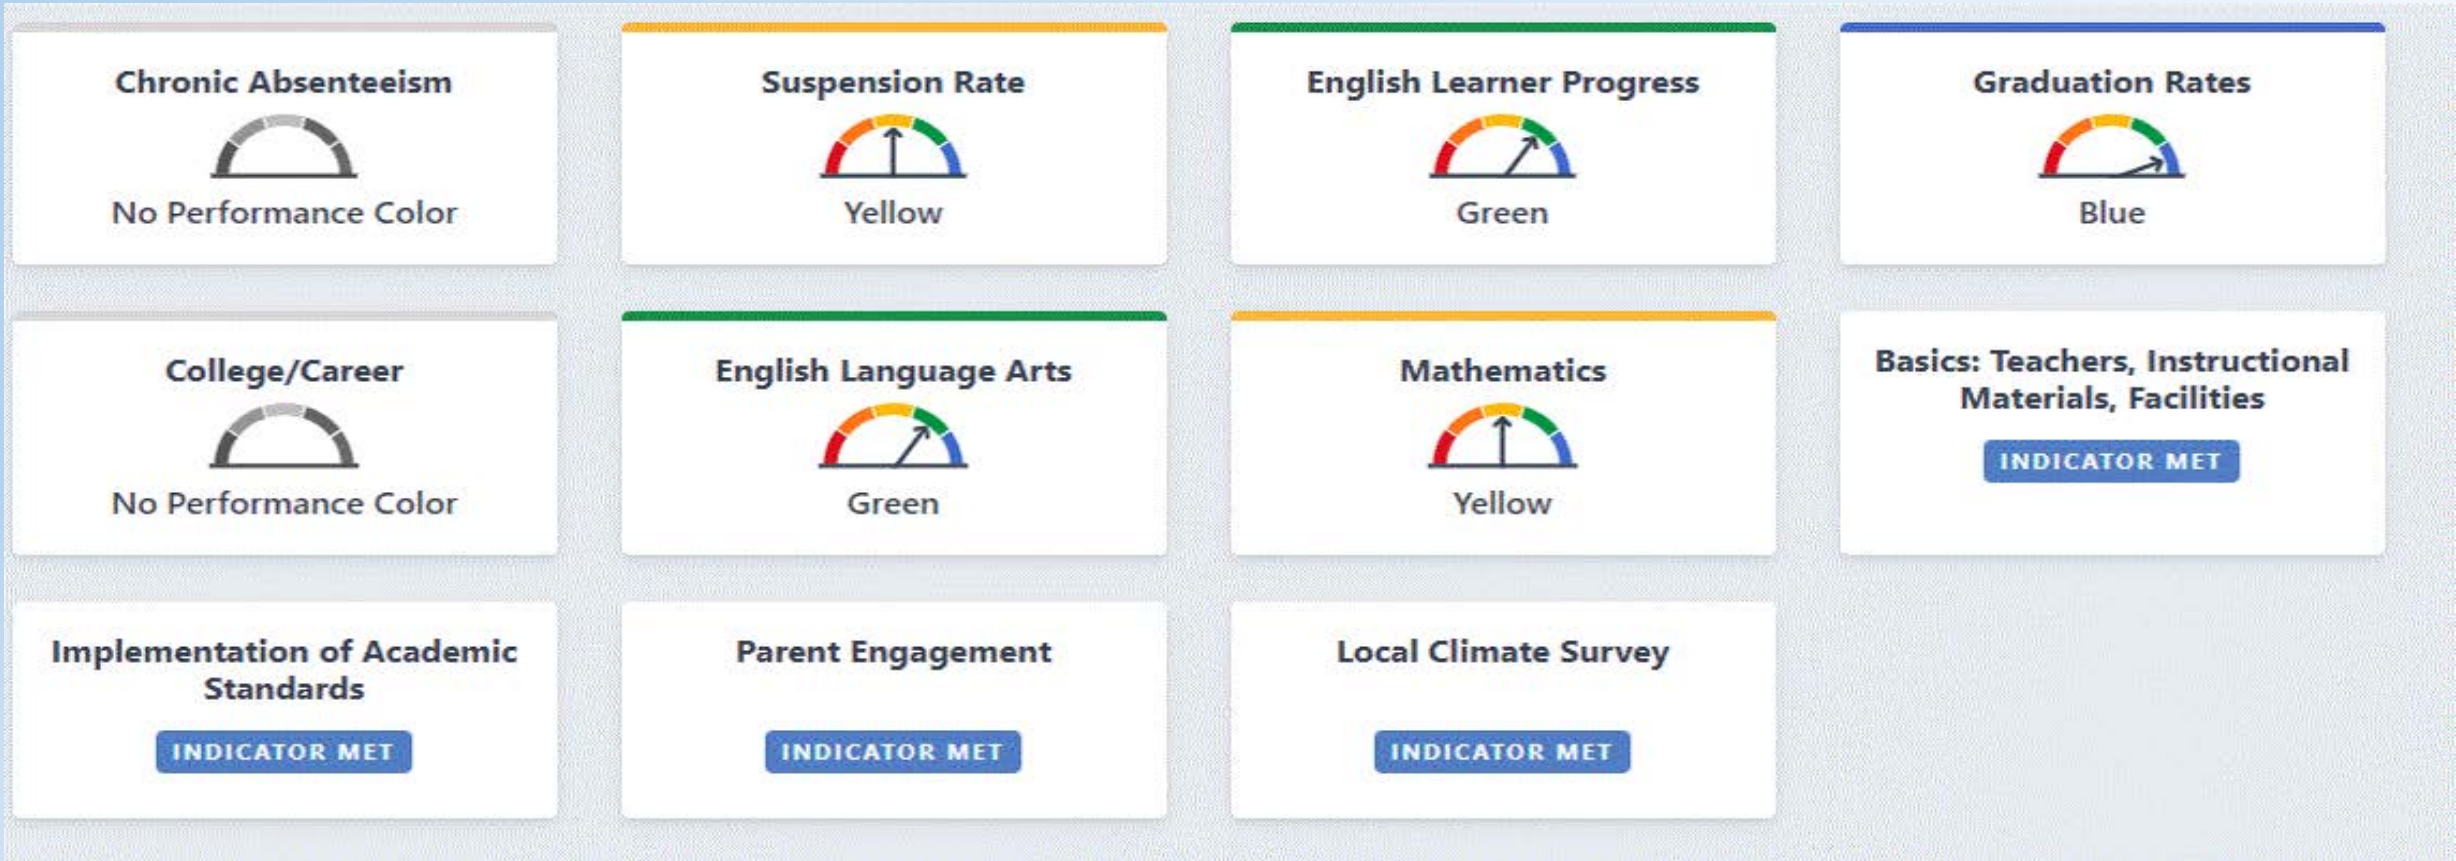 Chronic Absenteeism
No Performance Color
Suspension Rate
Yellow
English Learner Progress
Green
Graduation Rates
Blue
College/Career
No Performance Color
English Language Arts
Green
Mathematics
Yellow
Basics: Teachers, Instructional
Materials, Facilities
INDICATOR MET
Implementation of Academic
Standards
INDICATOR MET
Parent Engagement
INDICATOR MET
Local Climate Survey
INDICATOR MET